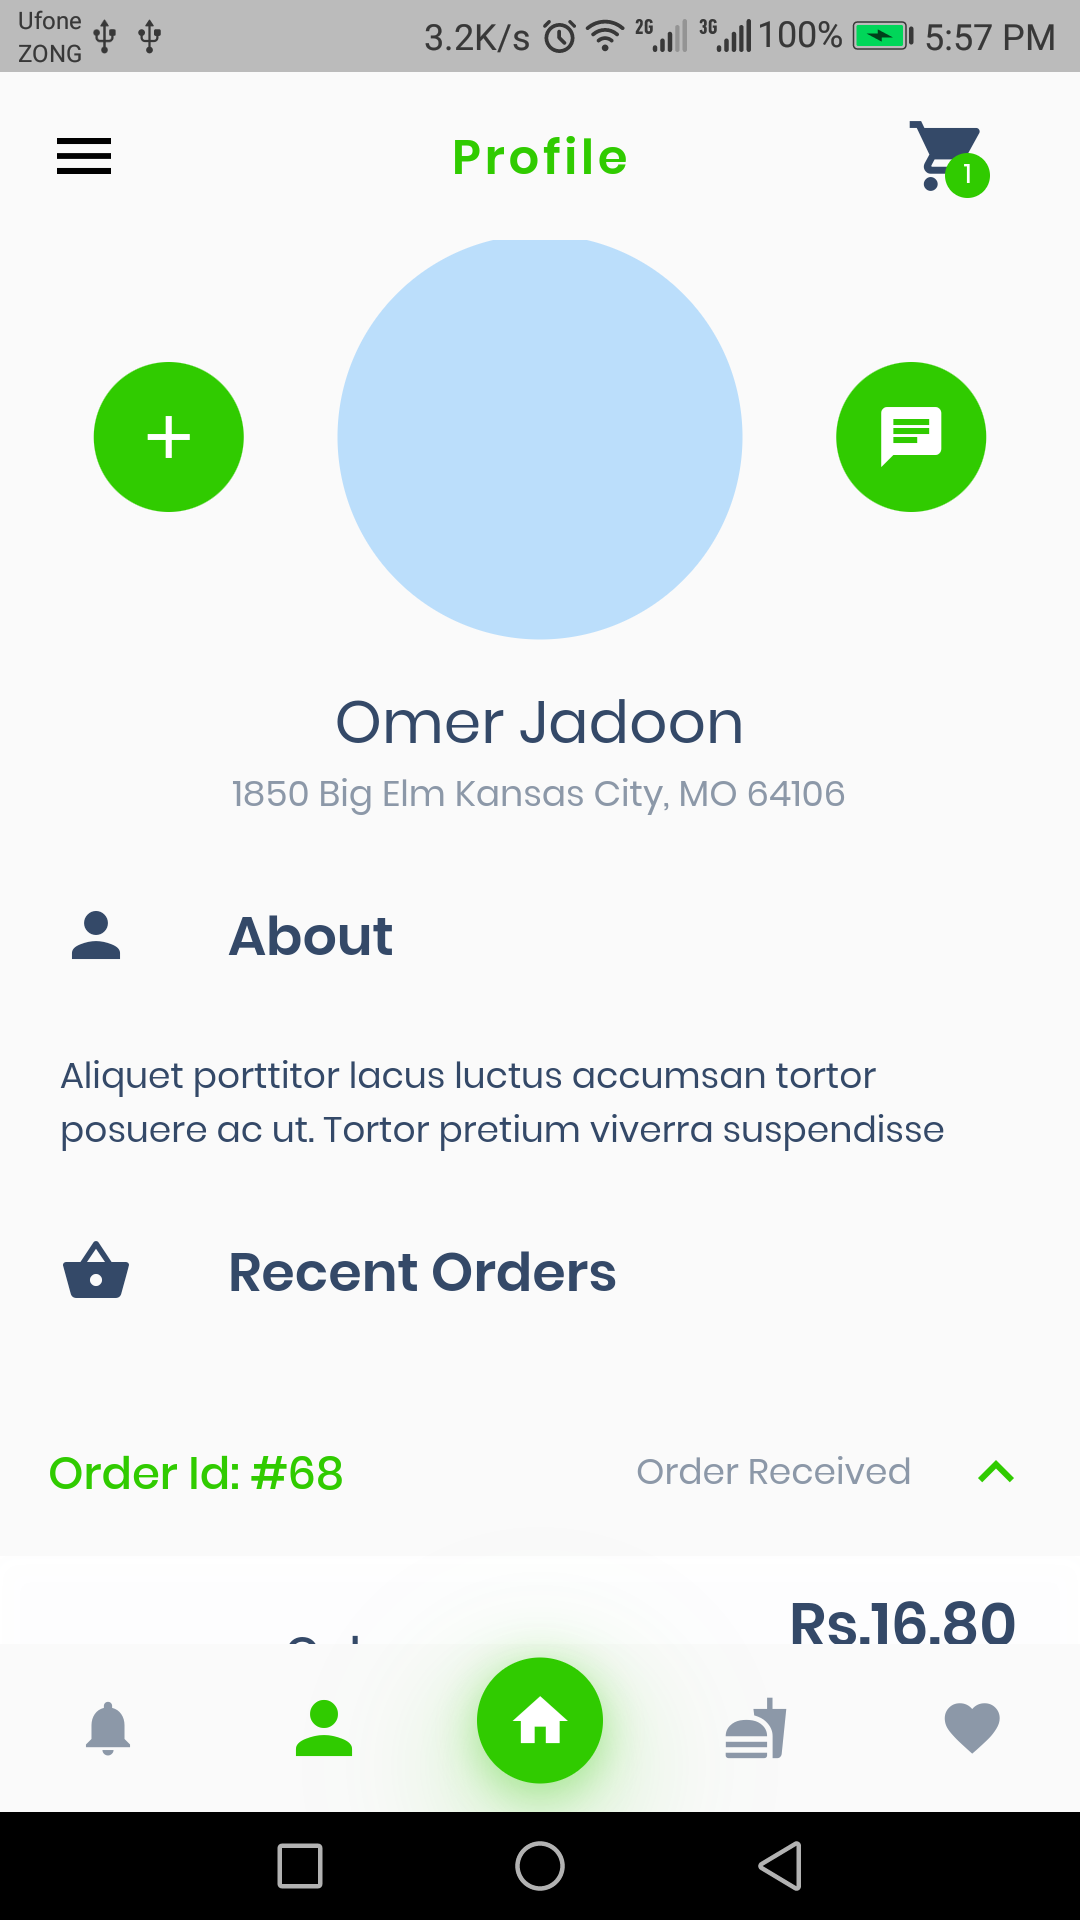 Ufone
ZONG
3.2K/s 2G 3G 100% 5:57 PM
Profile
1
Omer Jadoon
1850 Big Elm Kansas City, MO 64106
About
Aliquet porttitor lacus luctus accumsan tortor
posuere ac ut. Tortor pretium viverra suspendisse
Recent Orders
Order Id: #68
Order Received
Rs.16.80